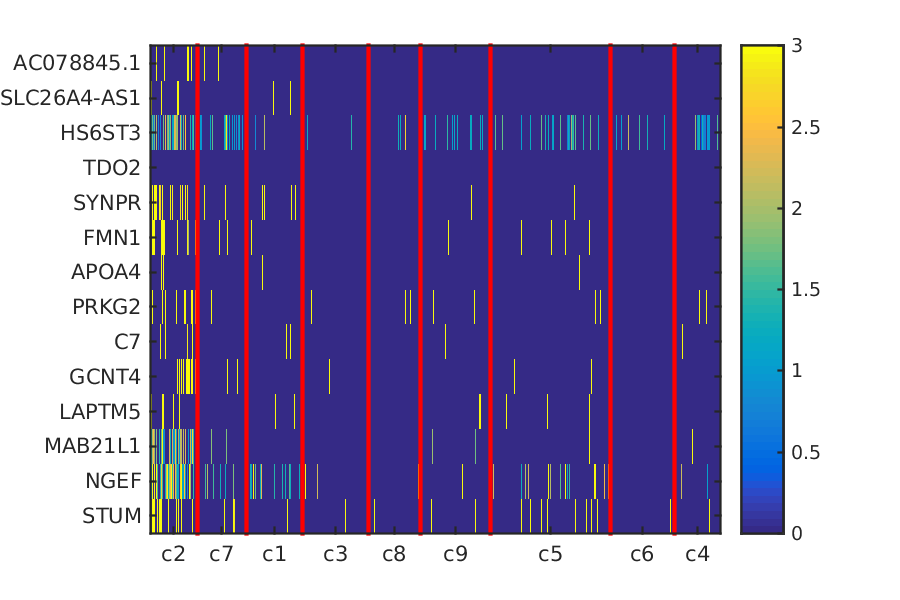 AC078845.1
SLC26A4-AS1
HS6ST3
TDO2
SYNPR
FMN1
APOA4
PRKG2
C7
GCNT4
LAPTM5
MAB21L1
NGEF
STUM
c2 c7 c1 c3 c8 c9 c5 c6 c4
3
2.5
2
1.5
1
0.5
0